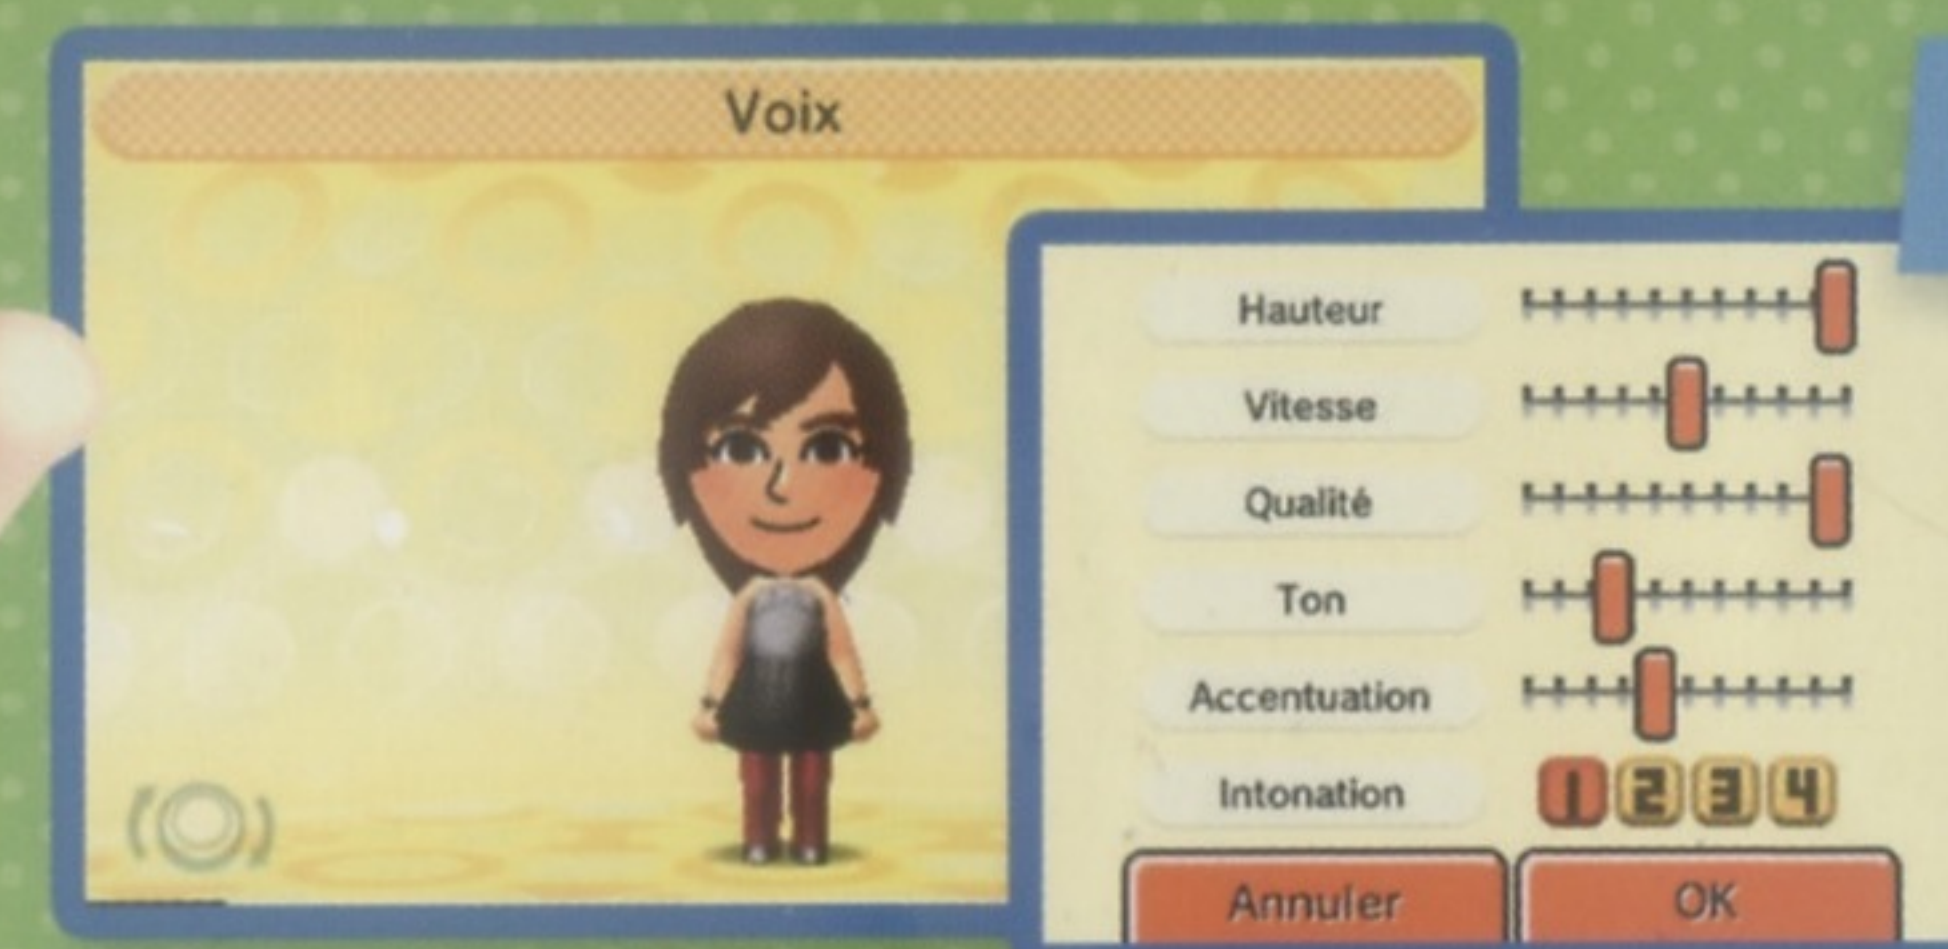 Voix
Hauteur
Vitesse
Qualité
Ton
Accentuation
Intonation 1 2 3 4
Annuler OK